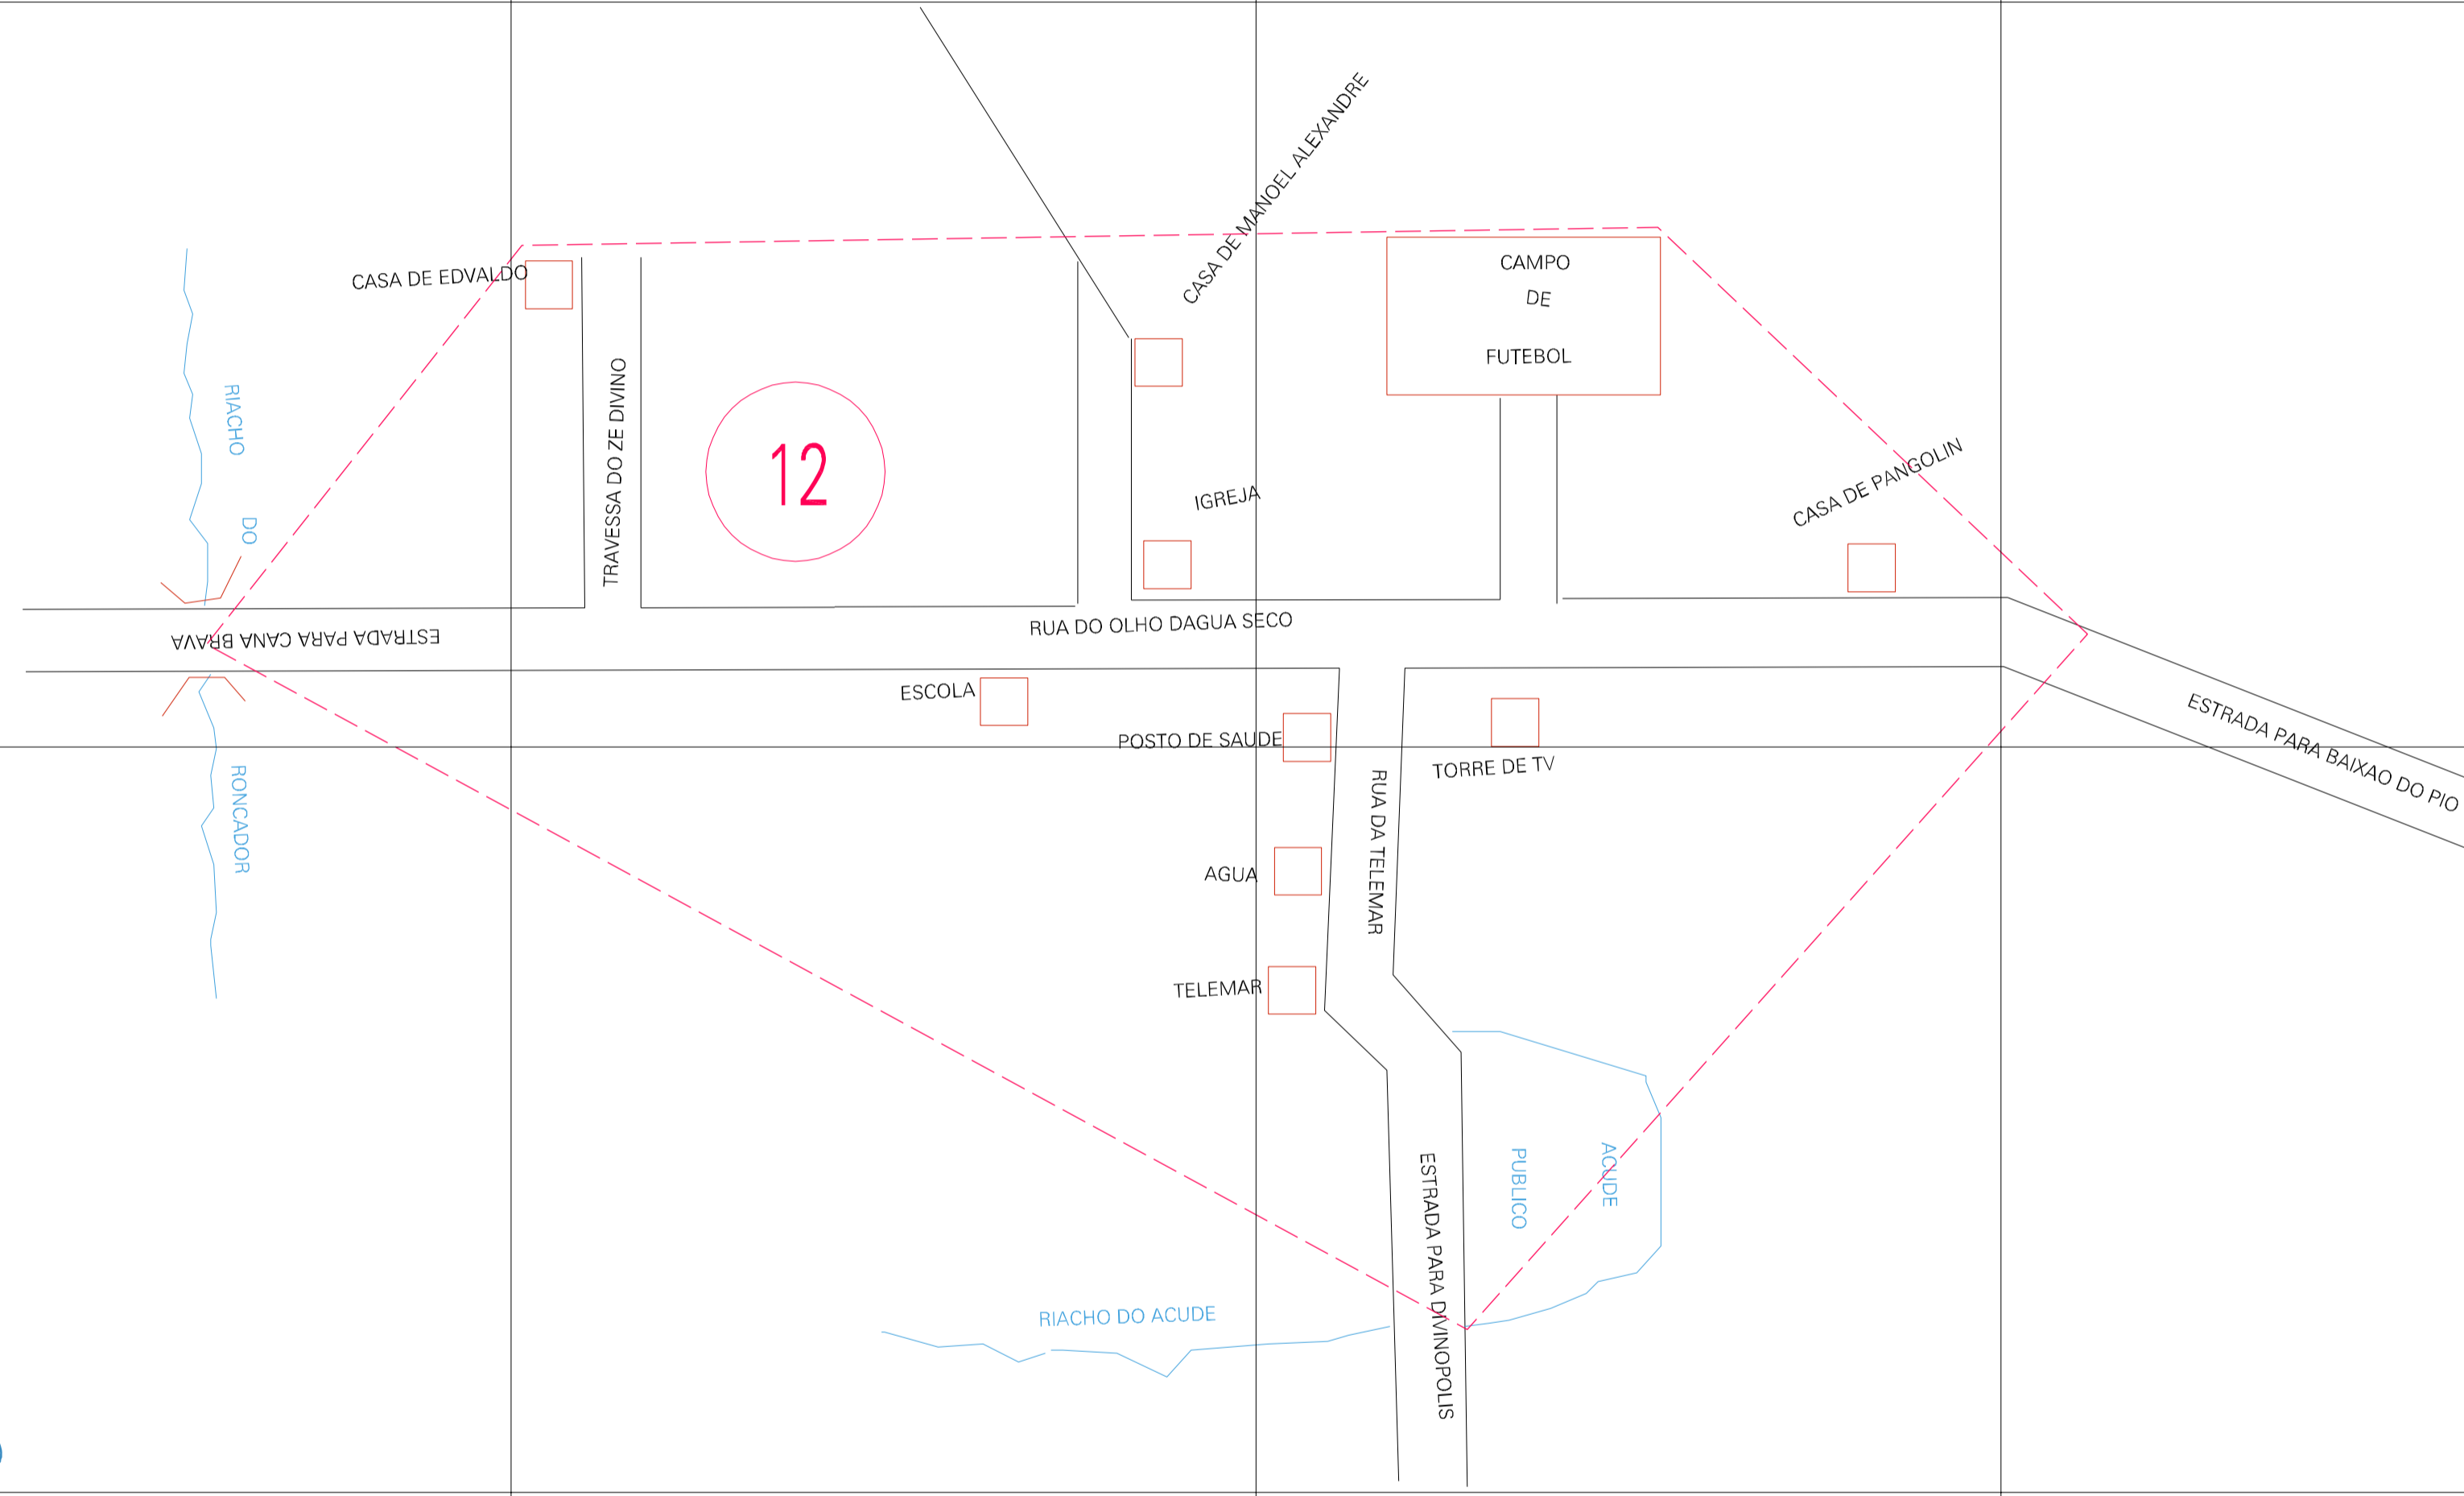 CASA DE MANOEL ALEXANDRE
CASA DE EDVALDO
CAMPO
DE
FUTEBOL
RIACHO
DO
RONCADOR
TRAVESSA DO ZE DIVINO
12
IGREJA
CASA DE PANGOLIN
ESTRADA PARA CANA BRAVA
RUA DO OLHO DAGUA SECO
ESCOLA
POSTO DE SAUDE
TORRE DE TV
ESTRADA PARA BAIXAO DO PIO
RUA DA TELEMAR
AGUA
TELEMAR
ACUDE
PUBLICO
ESTRADA PARA DIVINOPOLIS
RIACHO DO ACUDE